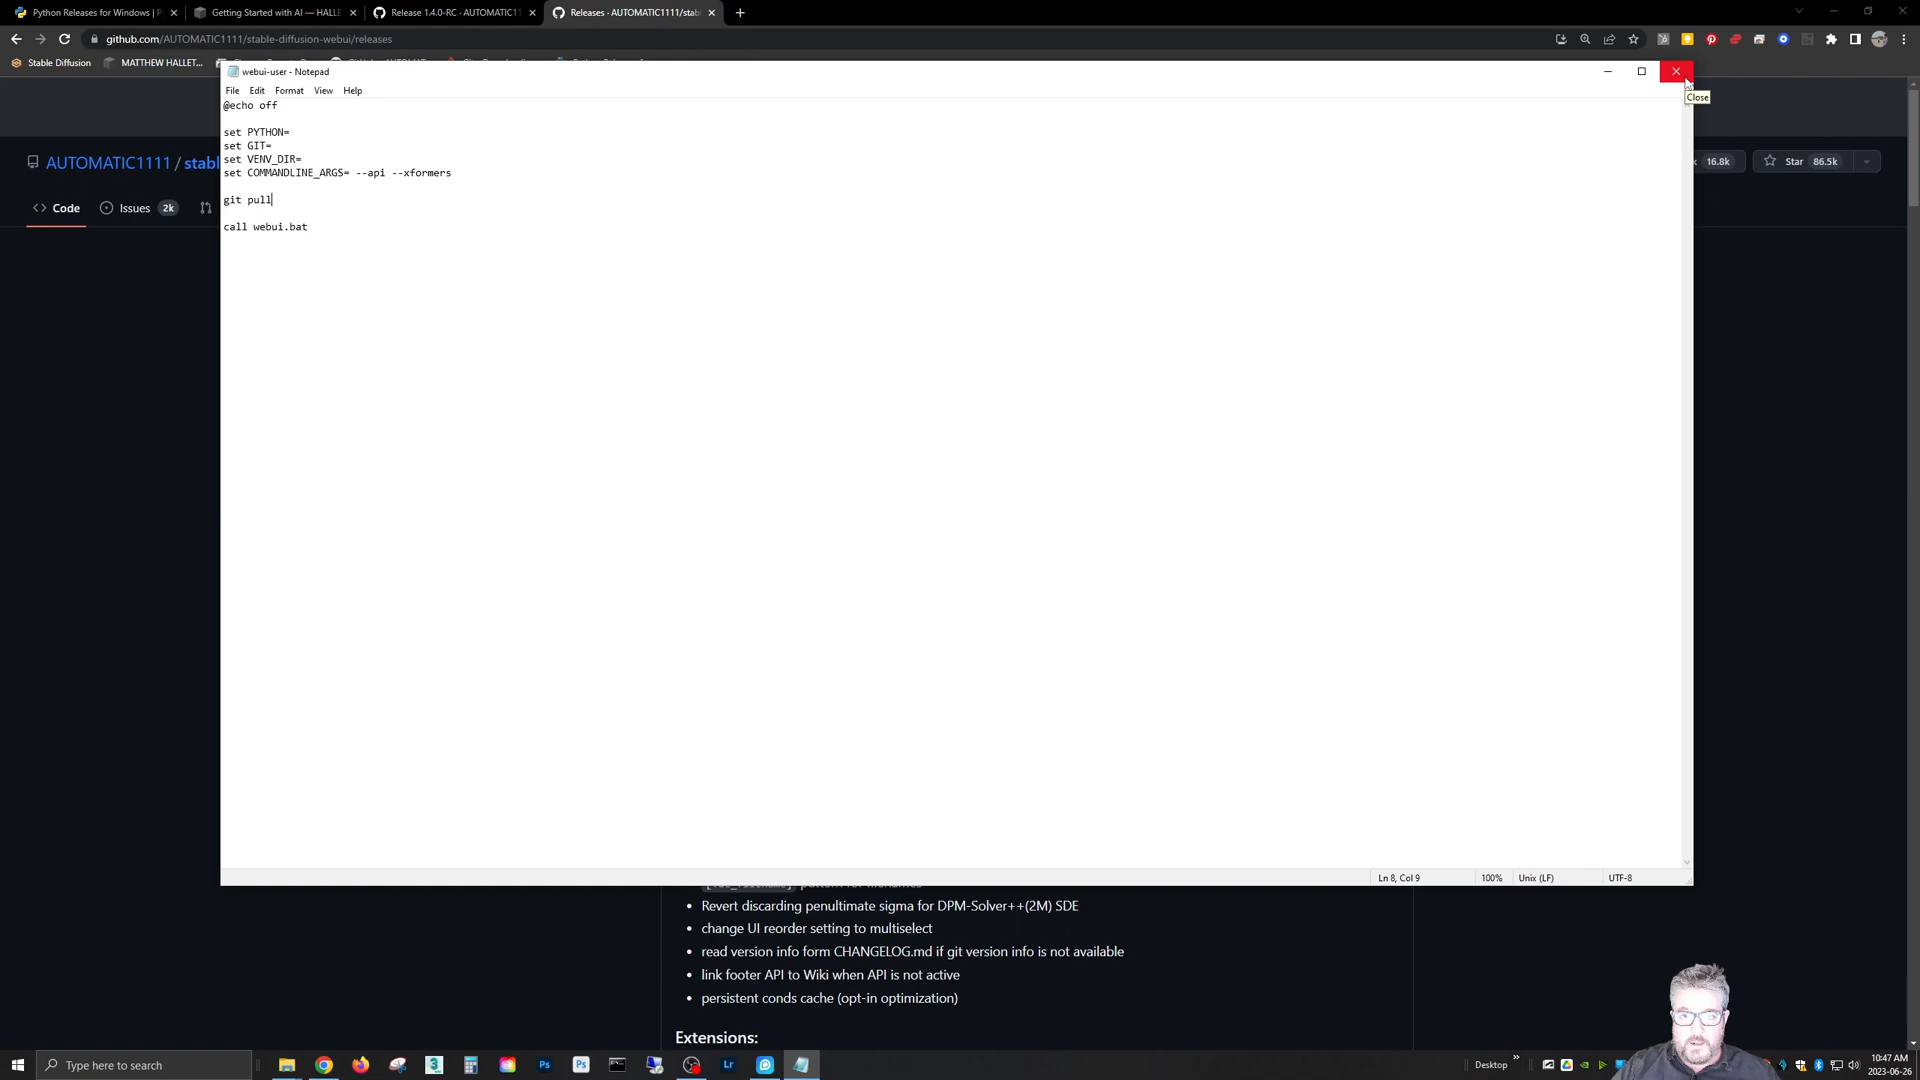 Python Releases for Windows | P
Getting Started with AI — HALLE
Release 1.4.0-RC · AUTOMATIC11
Releases · AUTOMATIC1111/stabl
github.com/AUTOMATIC1111/stable-diffusion-webui/releases
Stable Diffusion
MATTHEW HALLET...
webui-user - Notepad
File Edit Format View Help
Close
@echo off
set PYTHON=
set GIT=
set VENV_DIR=
set COMMANDLINE_ARGS= --api --xformers
git pull
call webui.bat
AUTOMATIC1111 / stabl
16.8k
Star 86.5k
Code
Issues 2k
Ln 8, Col 9
100%
Unix (LF)
UTF-8
• Revert discarding penultimate sigma for DPM-Solver++(2M) SDE
• change UI reorder setting to multiselect
• read version info form CHANGELOG.md if git version info is not available
• link footer API to Wiki when API is not active
• persistent conds cache (opt-in optimization)
Extensions:
Type here to search
Ps
Ps
Lr
Desktop
10:47 AM
2023-06-26